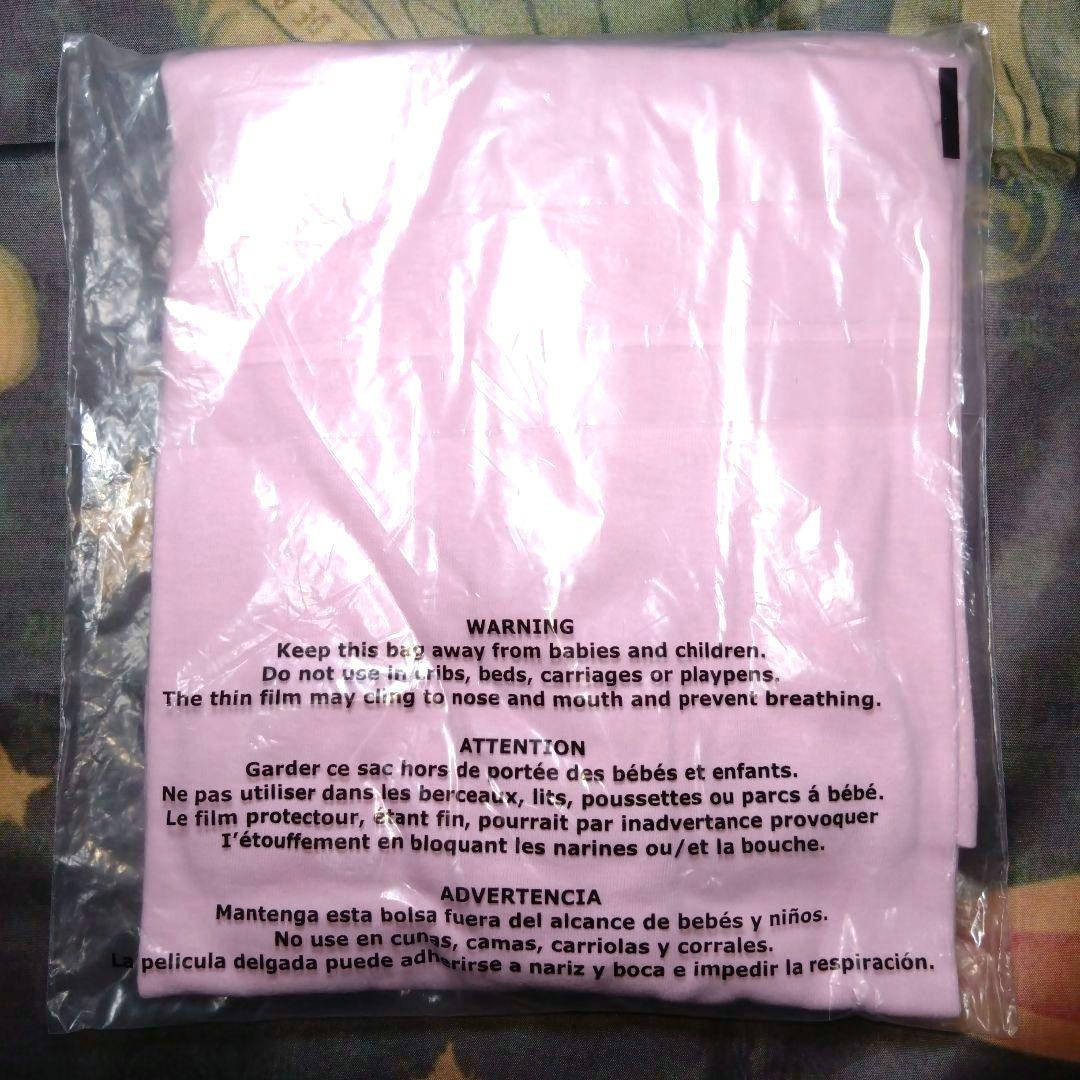 WARNING
Keep this bag away from babies and children.
Do not use in cribs, beds, carriages or playpens.
The thin film may cling to nose and mouth and prevent breathing.
ATTENTION
Garder ce sac hors de portée des bébés et enfants.
Ne pas utiliser dans les berceaux, lits, poussettes ou parcs á bébé.
Le film protectour, étant fin, pourrait par inadvertance provoquer
I'étouffement en bloquant les narines ou/et la bouche.
ADVERTENCIA
Mantenga esta bolsa fuera del alcance de bebés y niños.
No use en cunas, camas, carriolas y corrales.
La pelicula delgada puede adherirse a nariz y boca e impedir la respiración.